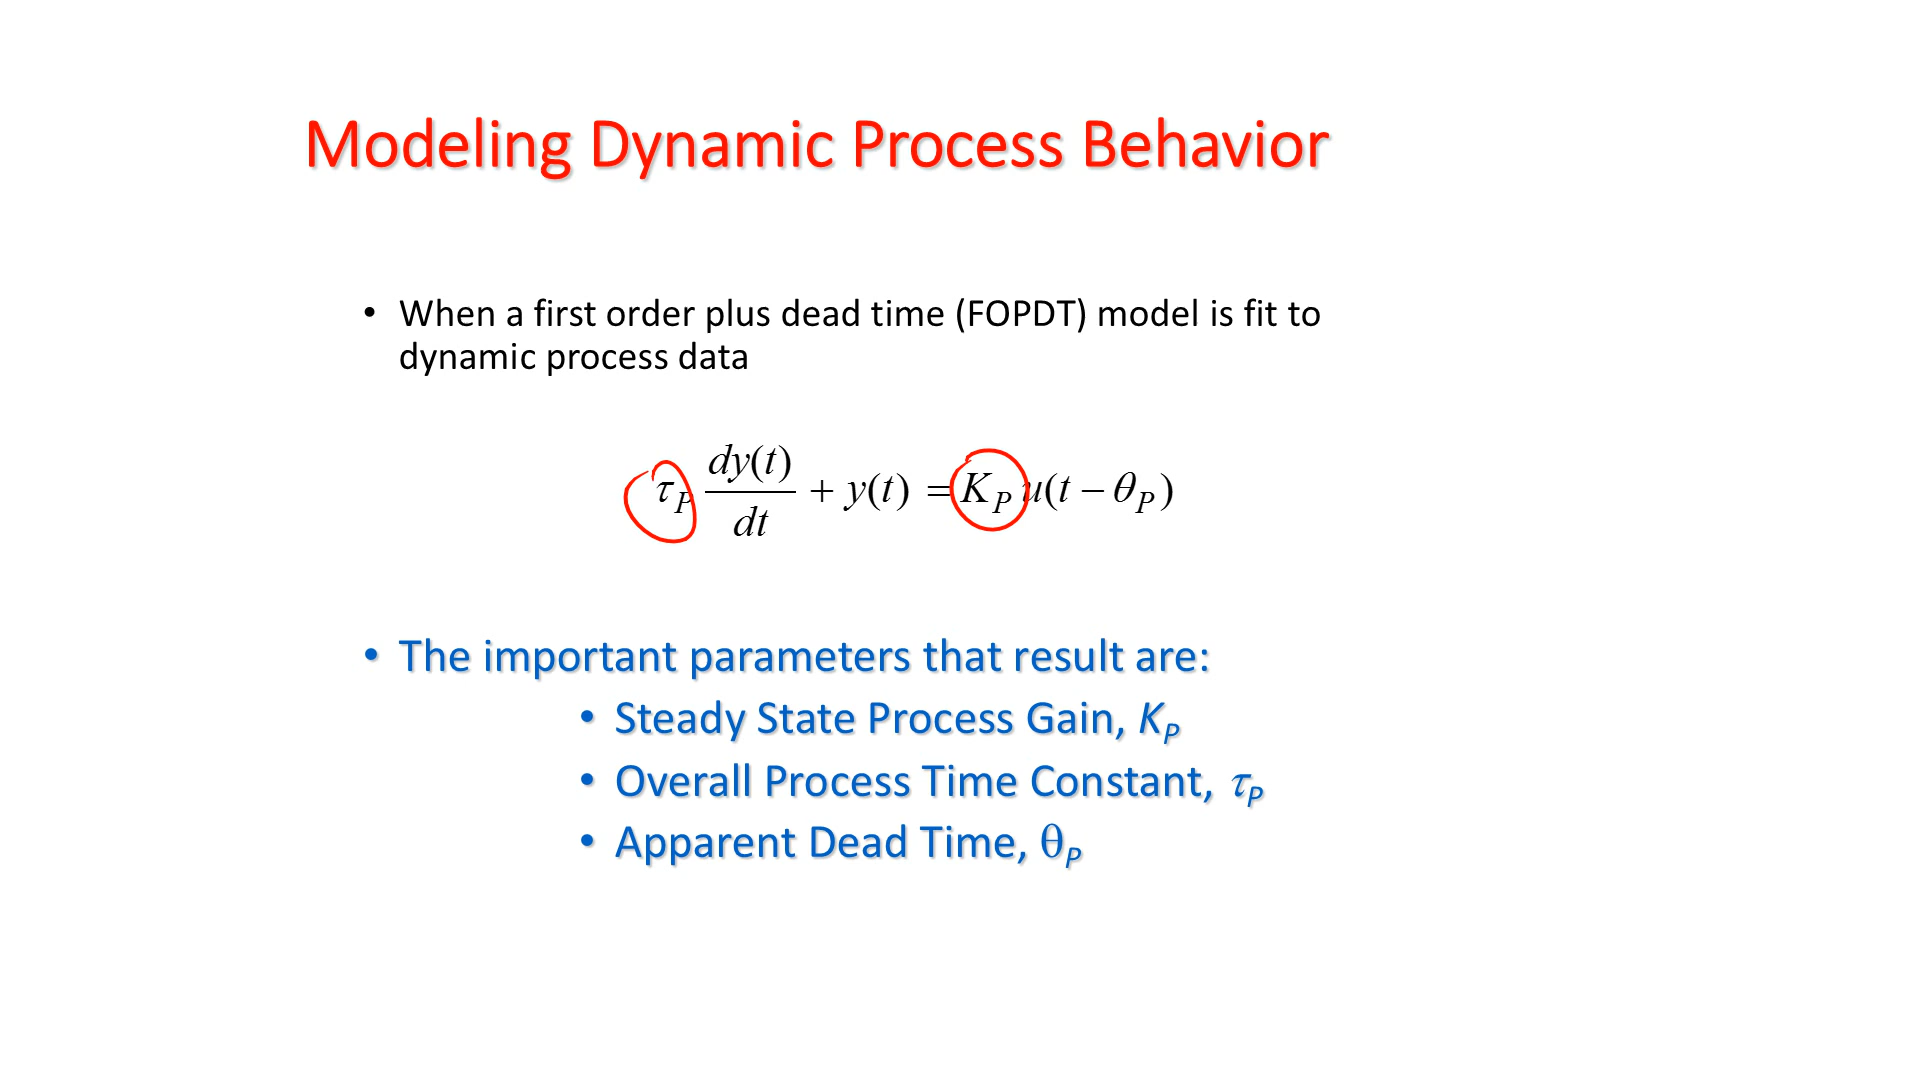 Modeling Dynamic Process Behavior
• When a first order plus dead time (FOPDT) model is fit to
dynamic process data
τ_P dy(t)/dt + y(t) = K_P u(t − θ_P)
• The important parameters that result are:
• Steady State Process Gain, K_P
• Overall Process Time Constant, τ_P
• Apparent Dead Time, θ_P